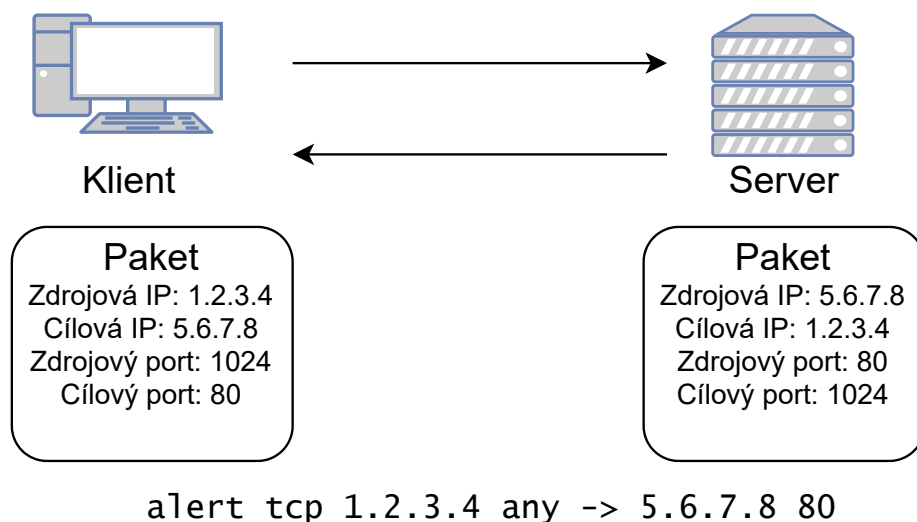 Klient
Server
Paket
Zdrojová IP: 1.2.3.4
Cílová IP: 5.6.7.8
Zdrojový port: 1024
Cílový port: 80
Paket
Zdrojová IP: 5.6.7.8
Cílová IP: 1.2.3.4
Zdrojový port: 80
Cílový port: 1024
alert tcp 1.2.3.4 any -> 5.6.7.8 80